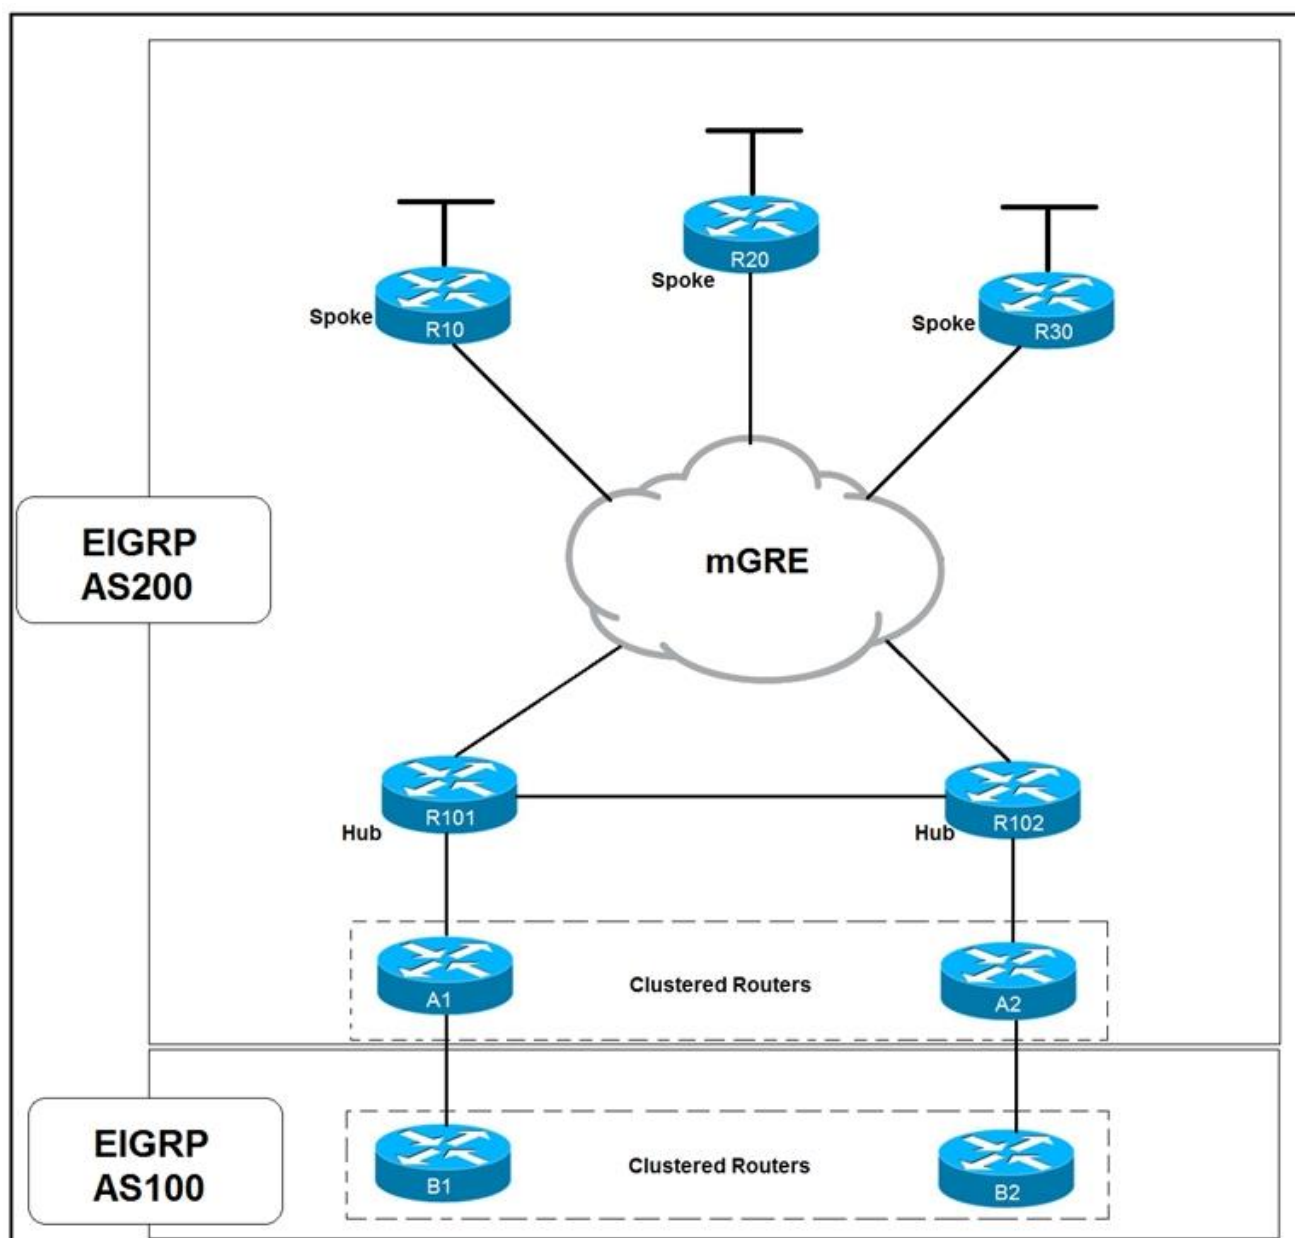 R20
Spoke
R10
Spoke
R30
Spoke
EIGRP
AS200
mGRE
R101
Hub
R102
Hub
A1
Clustered Routers
A2
EIGRP
AS100
B1
Clustered Routers
B2